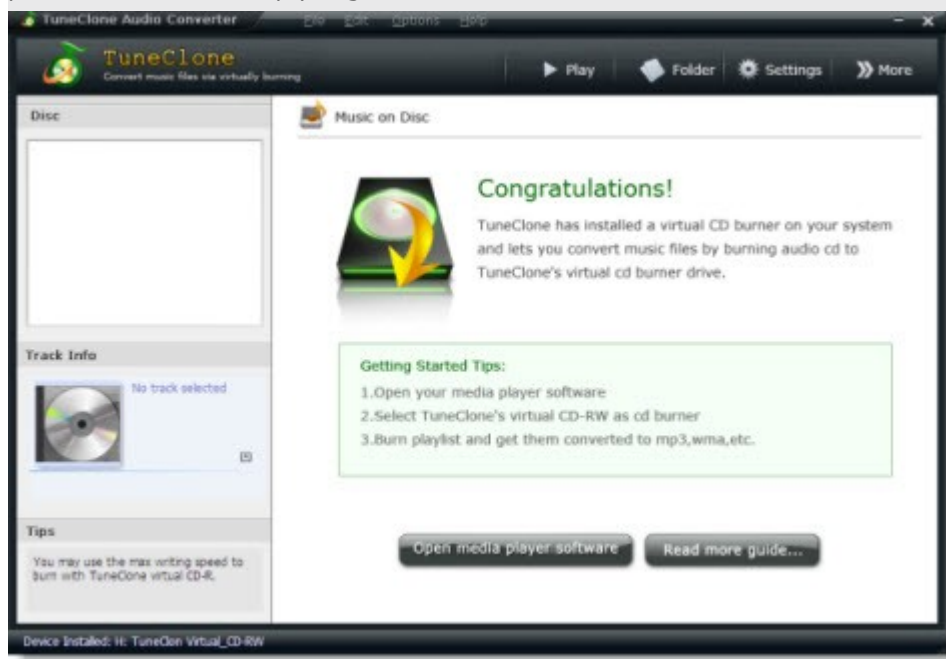 TuneClone Audio Converter File Edit Options Help
TuneClone
Convert music files via virtually burning
Play Folder Settings More
Disc
Music on Disc
Congratulations!
TuneClone has installed a virtual CD burner on your system
and lets you convert music files by burning audio cd to
TuneClone's virtual cd burner drive.
Track Info
No track selected
Getting Started Tips:
1.Open your media player software
2.Select TuneClone's virtual CD-RW as cd burner
3.Burn playlist and get them converted to mp3,wma,etc.
Tips
You may use the max writing speed to
burn with TuneClone virtual CD-R.
Open media player software Read more guide...
Device Installed: H: TuneClon Virtual_CD-RW